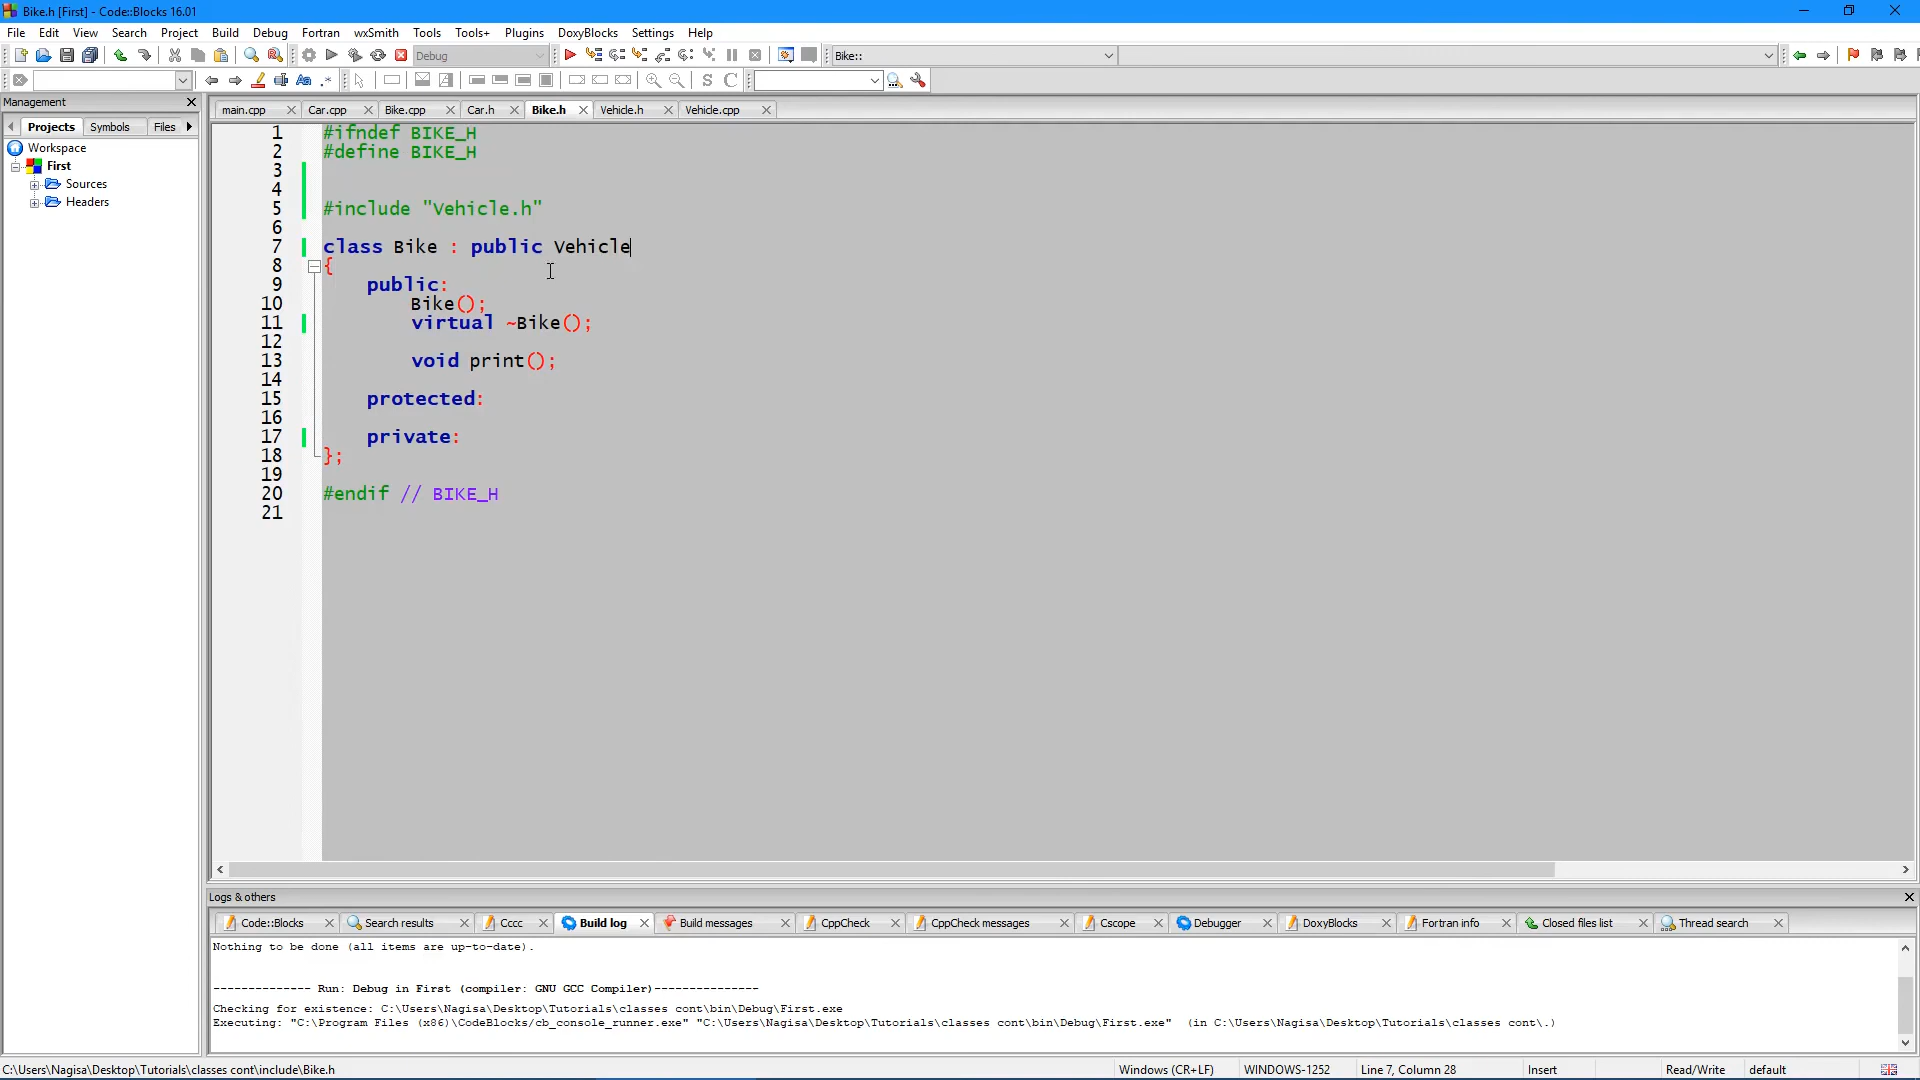 Bike.h [First] - Code::Blocks 16.01
File Edit View Search Project Build Debug Fortran wxSmith Tools Tools+ Plugins DoxyBlocks Settings Help
Debug
Bike::
Management
main.cpp Car.cpp Bike.cpp Car.h Bike.h Vehicle.h Vehicle.cpp
Projects Symbols Files
Workspace
First
Sources
Headers
1 #ifndef BIKE_H
2 #define BIKE_H
3
4
5 #include "Vehicle.h"
6
7 class Bike : public Vehicle
8 {
9 public:
10 Bike();
11 virtual ~Bike();
12
13 void print();
14
15 protected:
16
17 private:
18 };
19
20 #endif // BIKE_H
21
Logs & others
Code::Blocks Search results Cccc Build log Build messages CppCheck CppCheck messages Cscope Debugger DoxyBlocks Fortran info Closed files list Thread search
Nothing to be done (all items are up-to-date).
-------------- Run: Debug in First (compiler: GNU GCC Compiler)---------------
Checking for existence: C:\Users\Nagisa\Desktop\Tutorials\classes cont\bin\Debug\First.exe
Executing: "C:\Program Files (x86)\CodeBlocks/cb_console_runner.exe" "C:\Users\Nagisa\Desktop\Tutorials\classes cont\bin\Debug\First.exe"  (in C:\Users\Nagisa\Desktop\Tutorials\classes cont\.)
C:\Users\Nagisa\Desktop\Tutorials\classes cont\include\Bike.h Windows (CR+LF) WINDOWS-1252 Line 7, Column 28 Insert Read/Write default